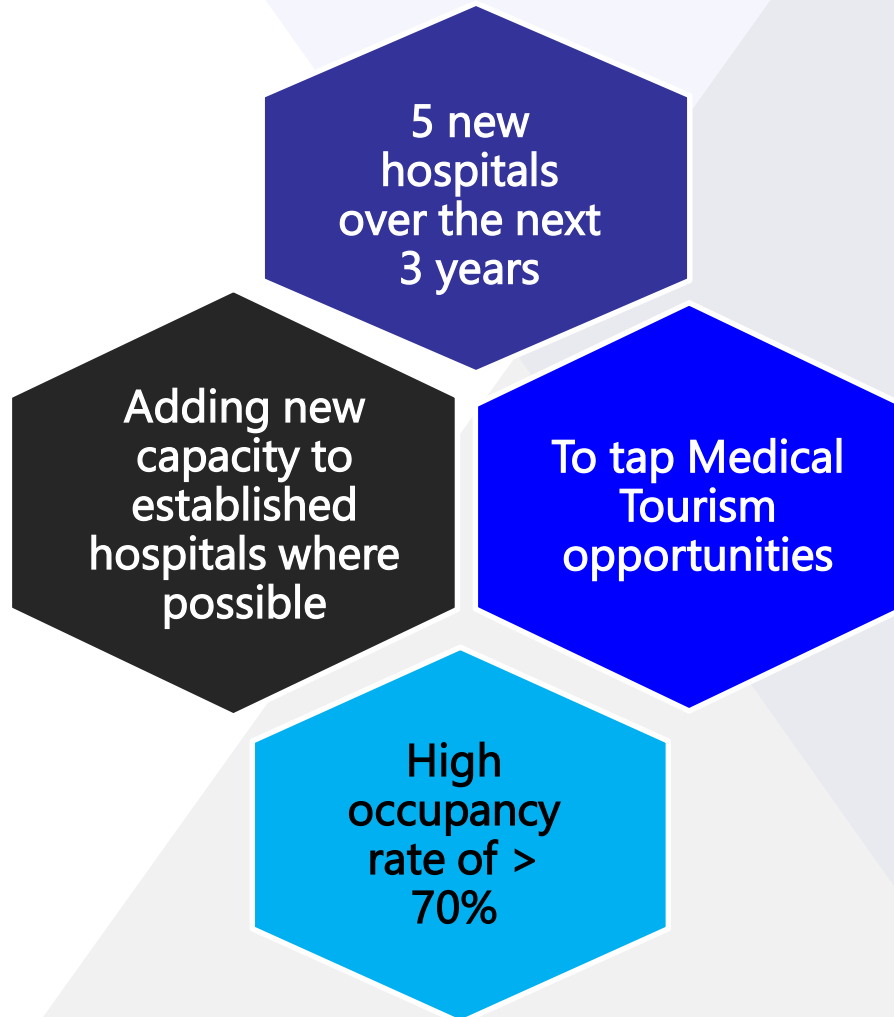 5 new
hospitals
over the next
3 years
Adding new
capacity to
established
hospitals where
possible
To tap Medical
Tourism
opportunities
High
occupancy
rate of >
70%